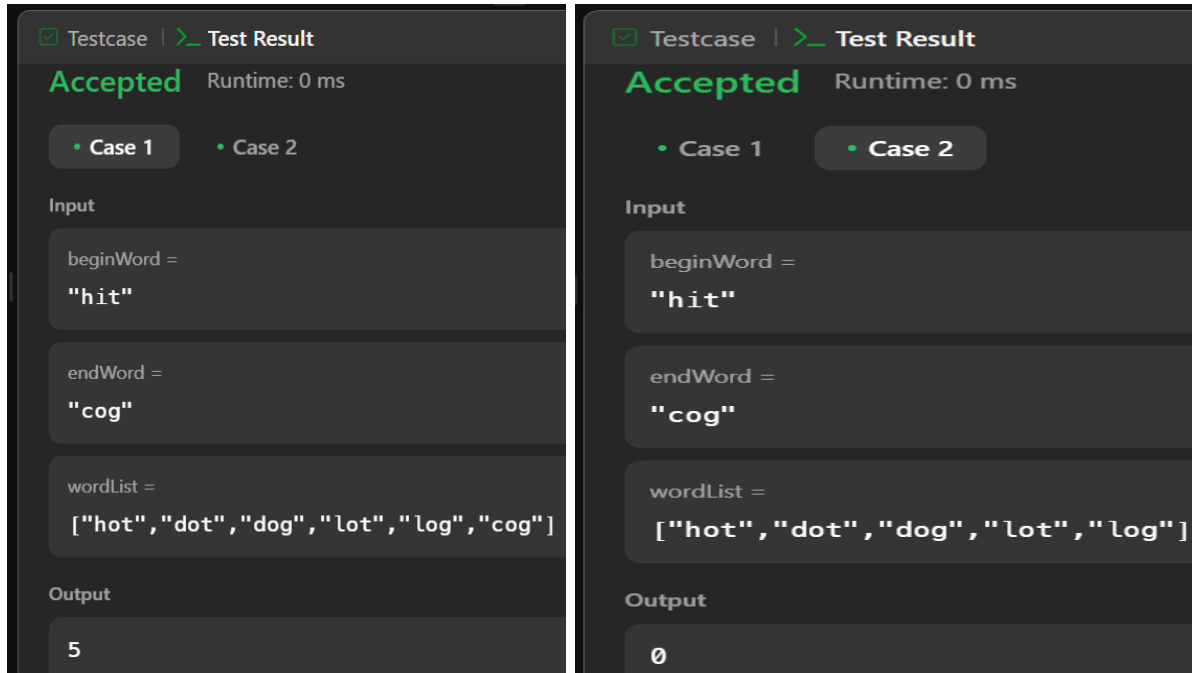 Testcase | >_ Test Result
Accepted Runtime: 0 ms
• Case 1 • Case 2
Input
beginWord =
"hit"
endWord =
"cog"
wordList =
["hot","dot","dog","lot","log","cog"]
Output
5
Testcase | >_ Test Result
Accepted Runtime: 0 ms
• Case 1 • Case 2
Input
beginWord =
"hit"
endWord =
"cog"
wordList =
["hot","dot","dog","lot","log"]
Output
0